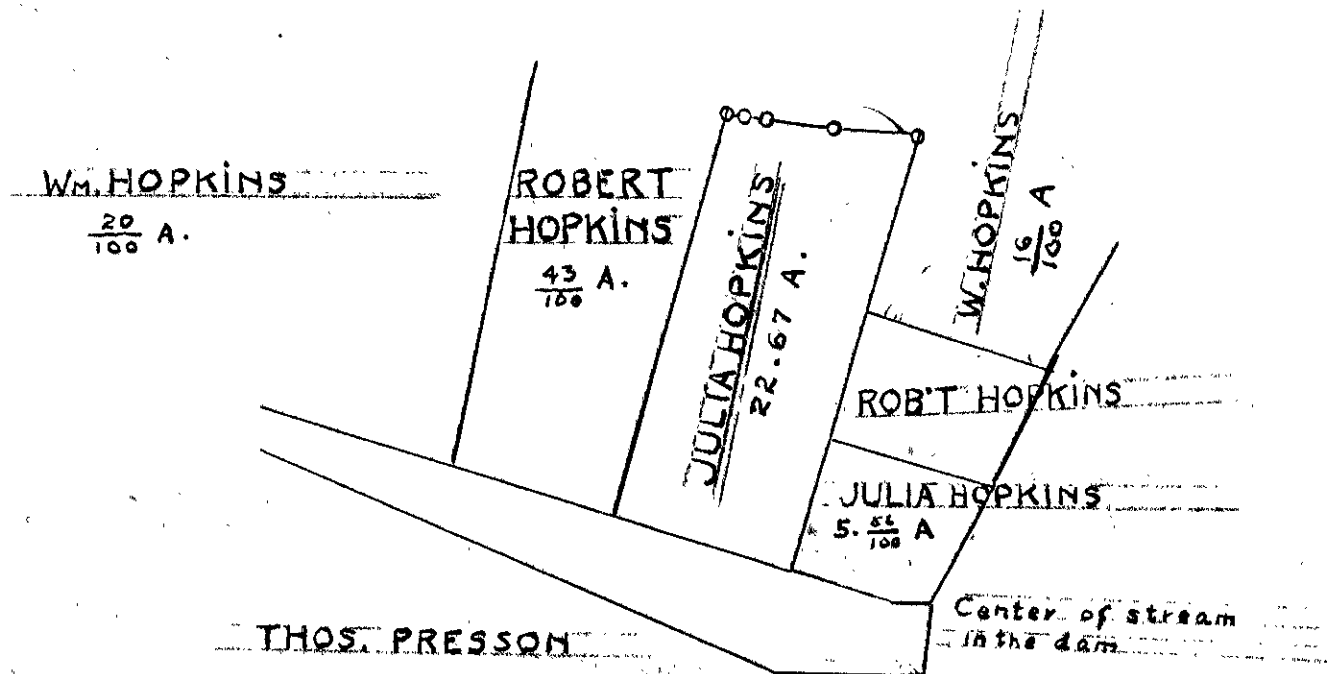 WM. HOPKINS
20/100 A.
ROBERT
HOPKINS
43/100 A.
JULIA HOPKINS
22.67 A.
W. HOPKINS
16/100 A
ROB'T HOPKINS
JULIA HOPKINS
5. 56/100 A
THOS. PRESSON
Center of stream
in the dam